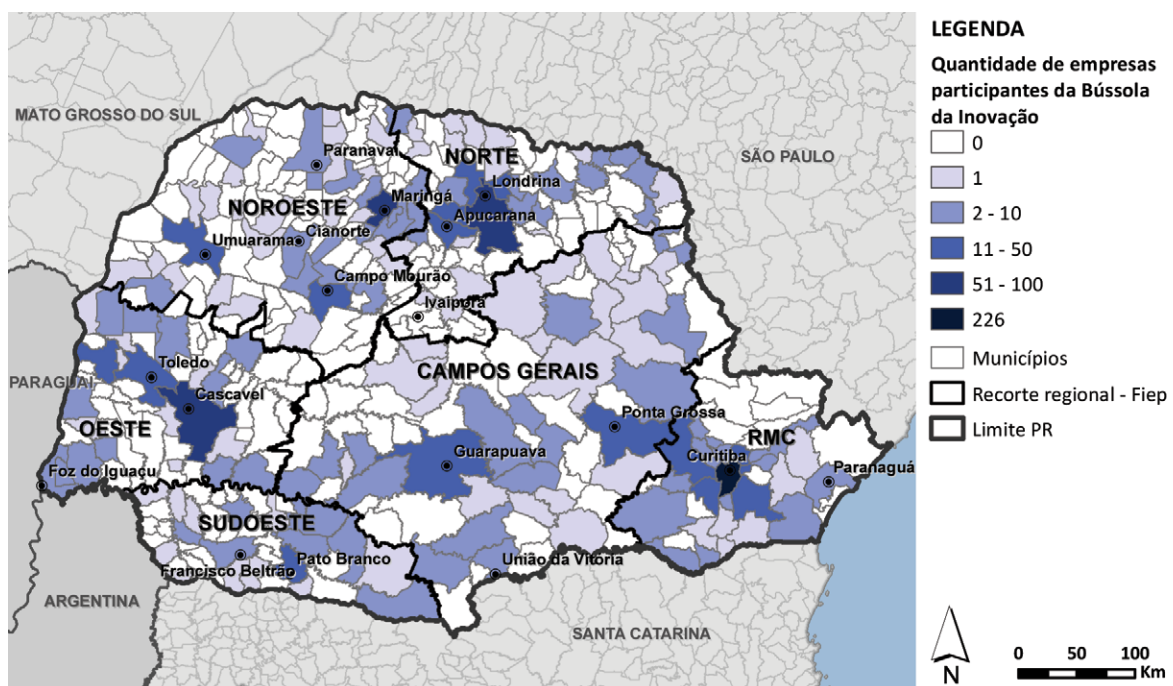 MATO GROSSO DO SUL
SÃO PAULO
PARAGUAI
ARGENTINA
SANTA CATARINA
NOROESTE
NORTE
CAMPOS GERAIS
OESTE
SUDOESTE
RMC
Paranavaí
Maringá
Londrina
Apucarana
Umuarama
Cianorte
Campo Mourão
Ivaiporã
Toledo
Cascavel
Foz do Iguaçu
Guarapuava
Ponta Grossa
Curitiba
Paranaguá
Francisco Beltrão
Pato Branco
União da Vitória
LEGENDA
Quantidade de empresas
participantes da Bússola
da Inovação
0
1
2 - 10
11 - 50
51 - 100
226
Municípios
Recorte regional - Fiep
Limite PR
N
0 50 100
Km